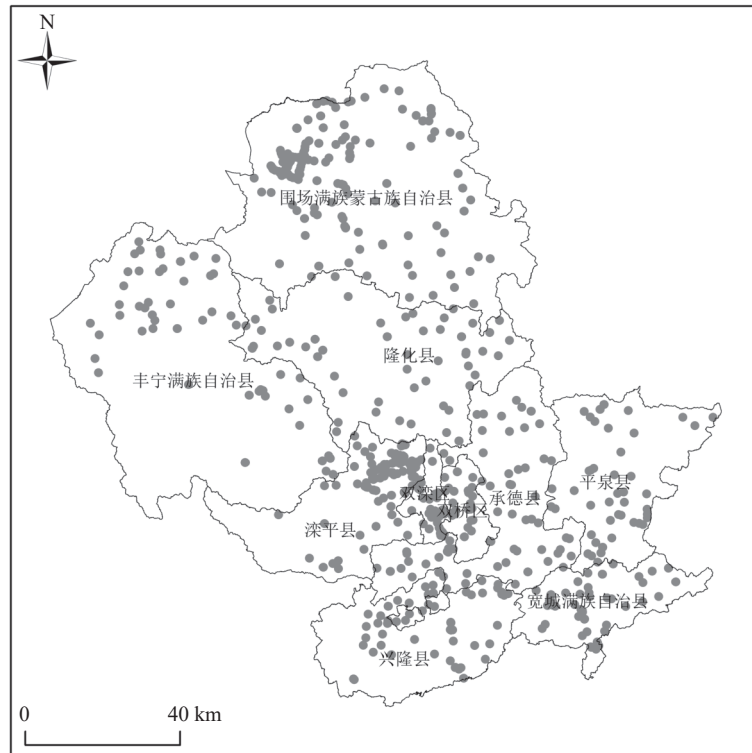 N
围场满族蒙古族自治县
隆化县
丰宁满族自治县
平泉县
双滦区
承德县
双桥区
滦平县
宽城满族自治县
兴隆县
0 40 km